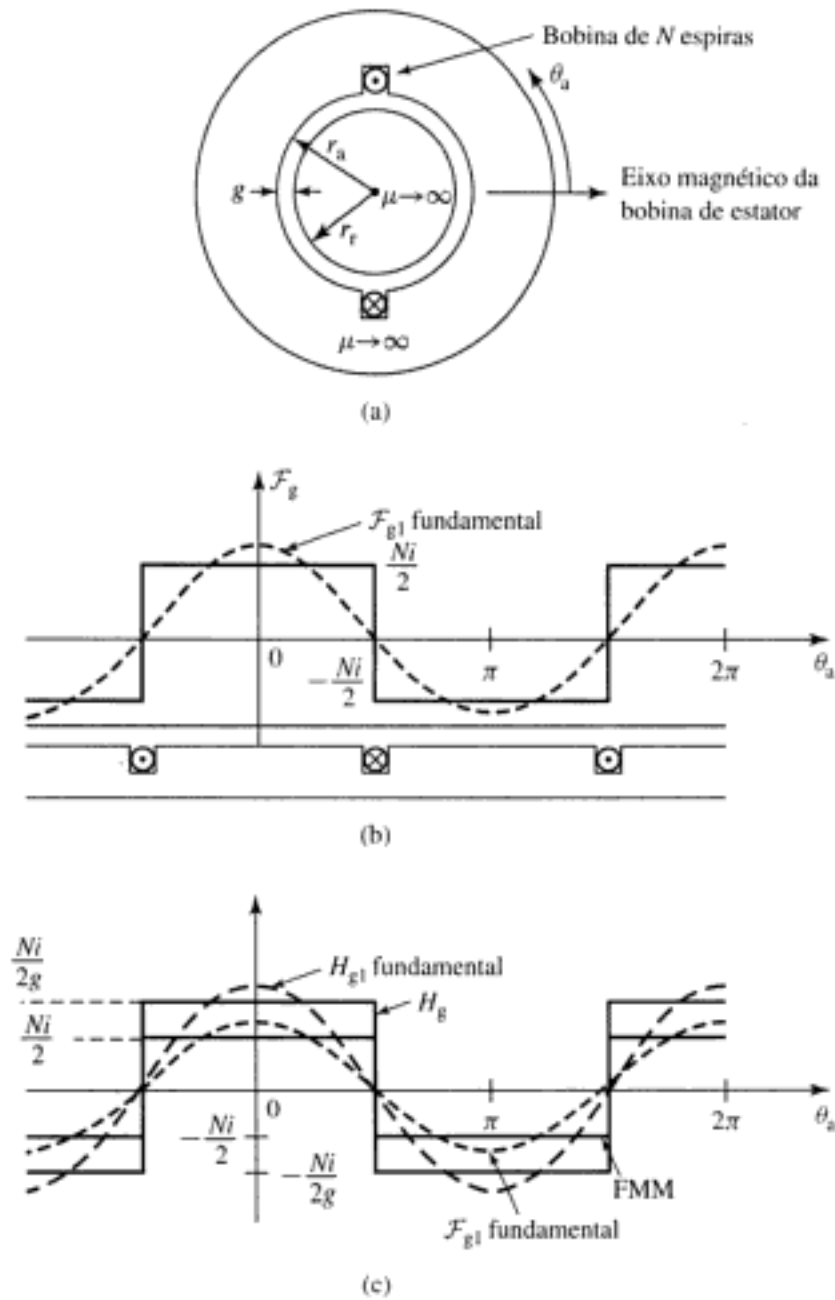 Bobina de N espiras
θa
ra
g
μ→∞
Eixo magnético da
bobina de estator
rr
μ→∞
(a)
ℱg
ℱg1 fundamental
Ni/2
0
−Ni/2
π
2π
θa
(b)
Ni/2g
Hg1 fundamental
Hg
Ni/2
0
π
2π
θa
−Ni/2
−Ni/2g
FMM
ℱg1 fundamental
(c)